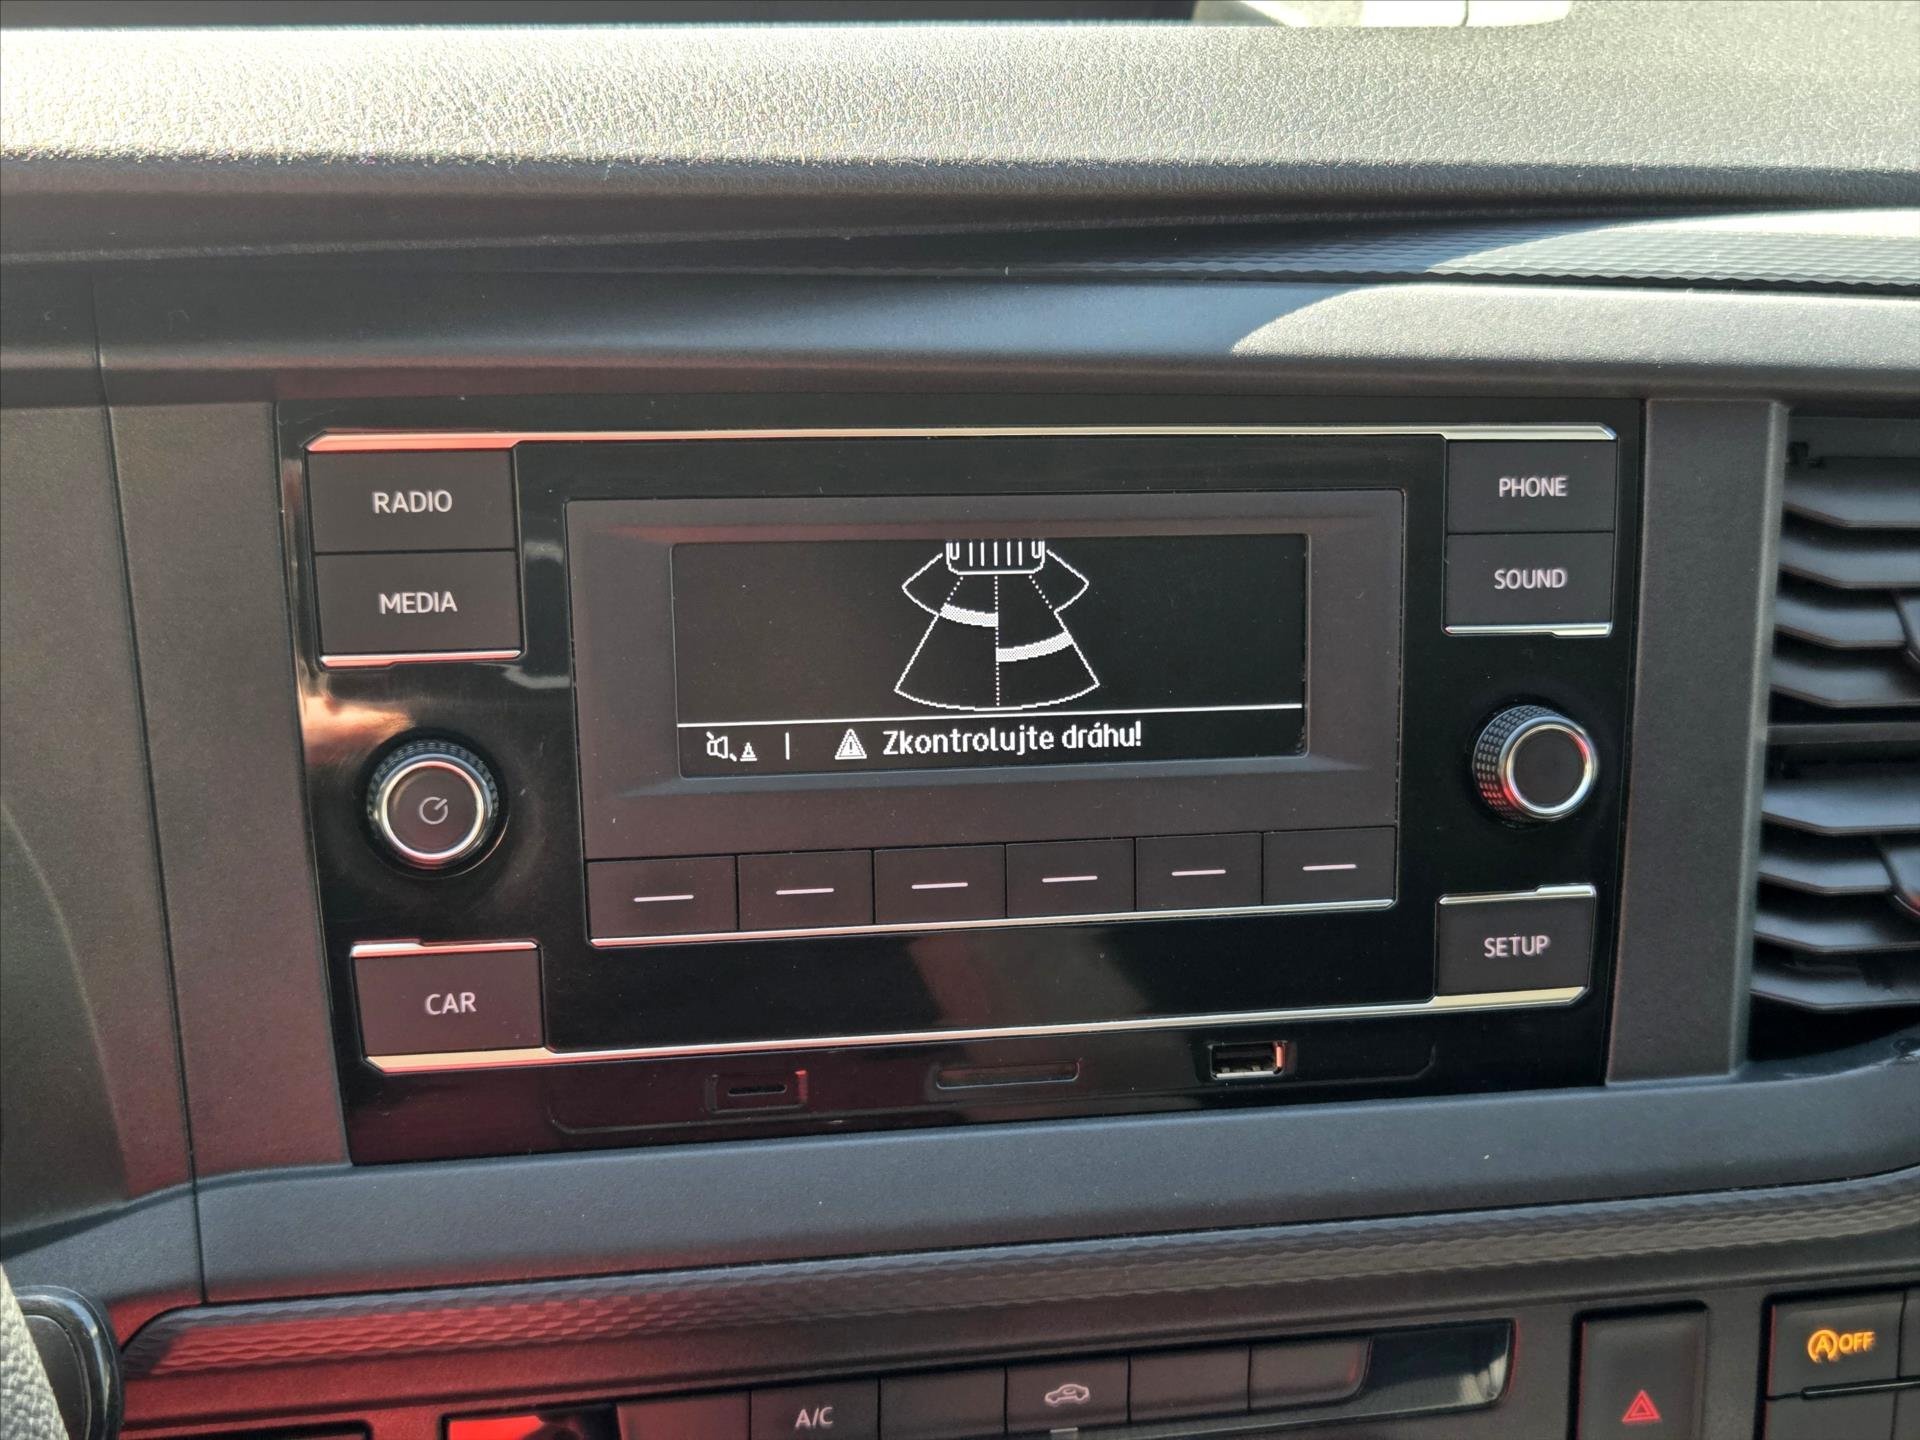 RADIO
PHONE
SOUND
MEDIA
Zkontrolujte dráhu!
SETUP
CAR
A/C
A OFF